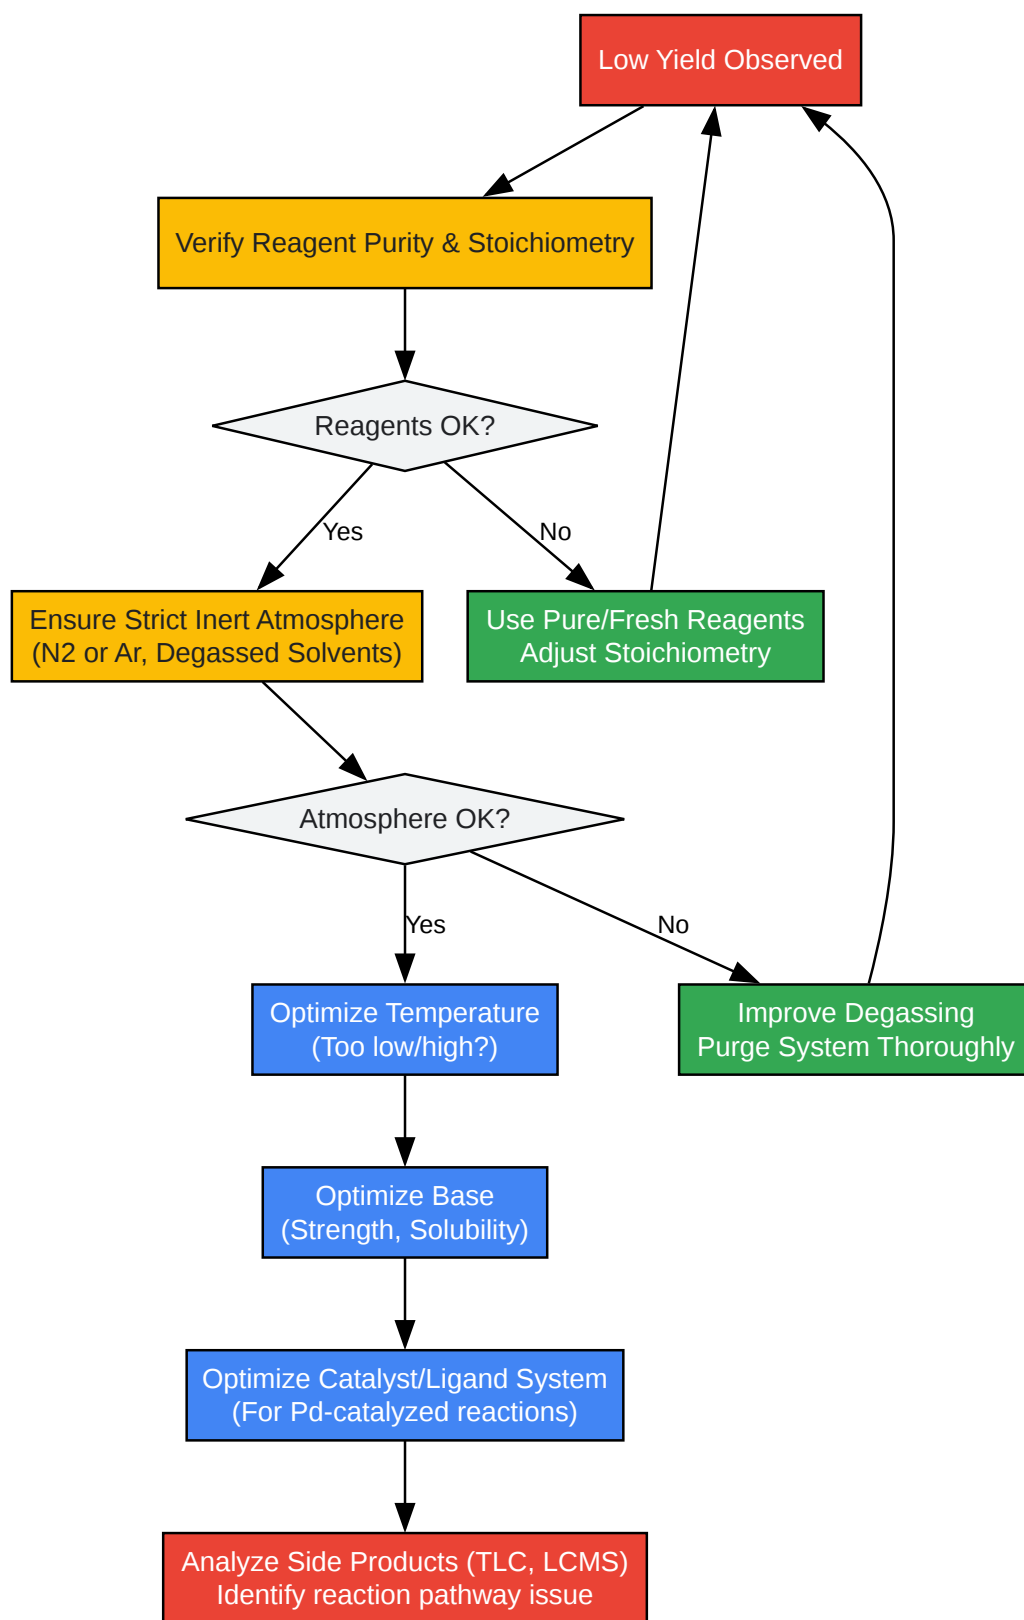 Low Yield Observed
Verify Reagent Purity & Stoichiometry
Reagents OK?
Yes
No
Ensure Strict Inert Atmosphere
(N2 or Ar, Degassed Solvents)
Use Pure/Fresh Reagents
Adjust Stoichiometry
Atmosphere OK?
Yes
No
Optimize Temperature
(Too low/high?)
Improve Degassing
Purge System Thoroughly
Optimize Base
(Strength, Solubility)
Optimize Catalyst/Ligand System
(For Pd-catalyzed reactions)
Analyze Side Products (TLC, LCMS)
Identify reaction pathway issue